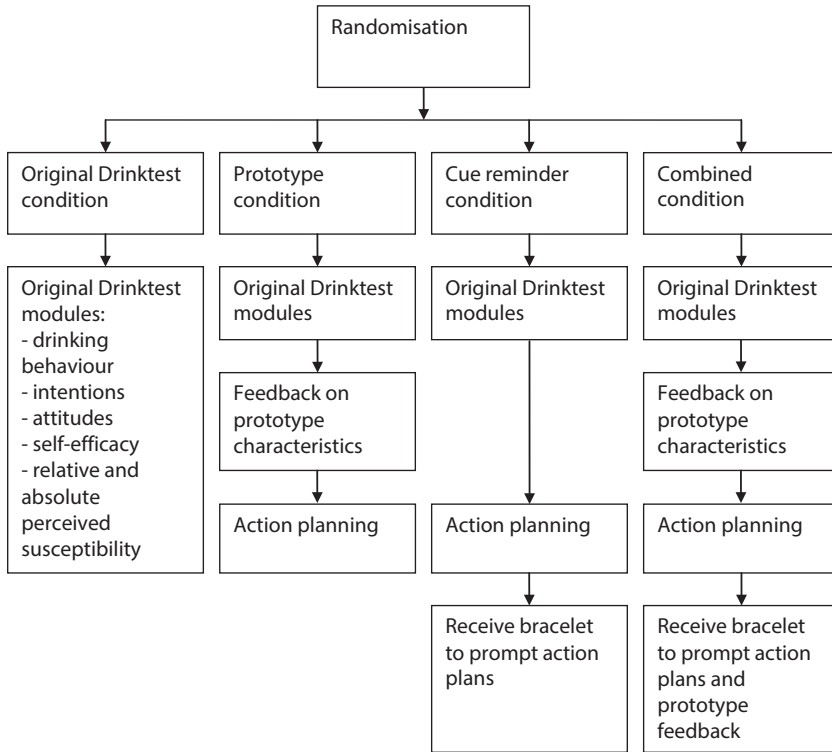 Randomisation
Original Drinktest
condition
Prototype
condition
Cue reminder
condition
Combined
condition
Original Drinktest
modules:
- drinking
behaviour
- intentions
- attitudes
- self-efficacy
- relative and
absolute
perceived
susceptibility
Original Drinktest
modules
Original Drinktest
modules
Original Drinktest
modules
Feedback on
prototype
characteristics
Feedback on
prototype
characteristics
Action planning
Action planning
Action planning
Receive bracelet
to prompt action
plans
Receive bracelet
to prompt action
plans and
prototype
feedback